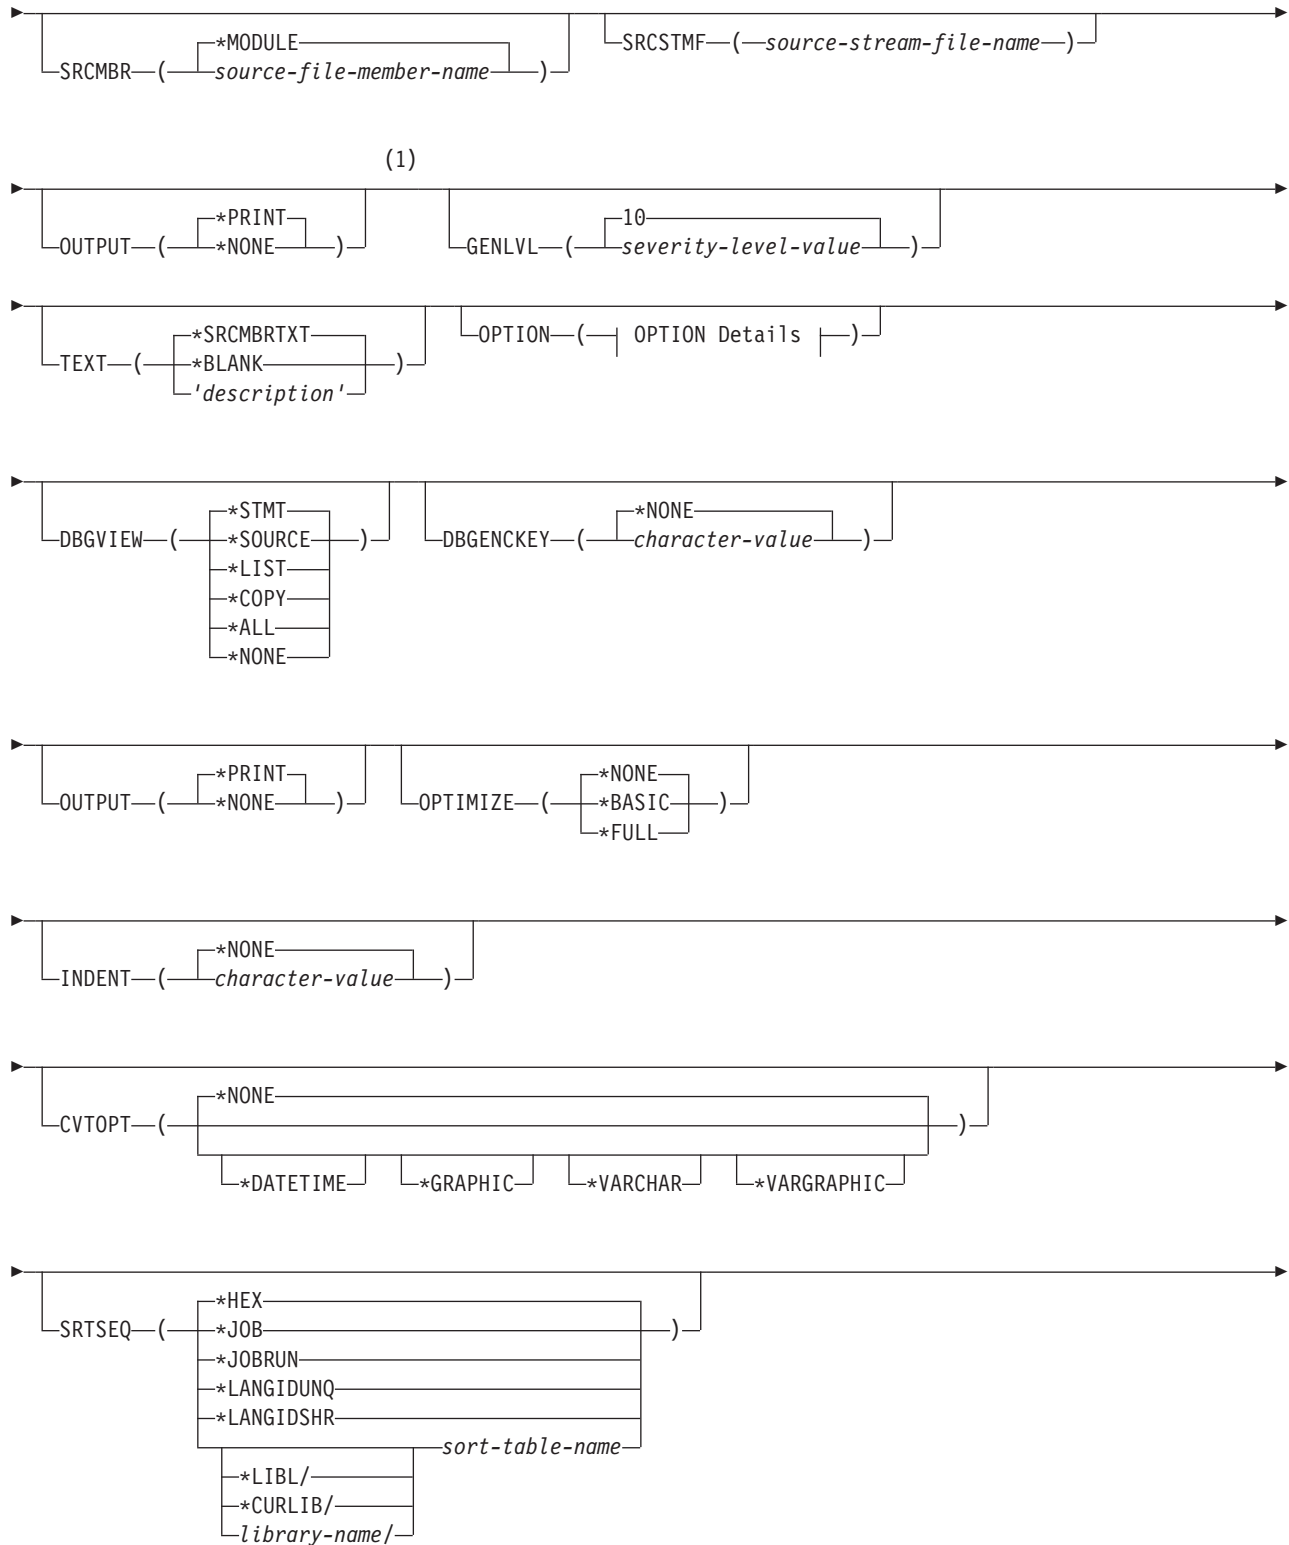 *MODULE
SRCMBR ( source-file-member-name )
SRCSTMF ( source-stream-file-name )
(1)
*PRINT
OUTPUT ( *NONE )
10
GENLVL ( severity-level-value )
*SRCMBRTXT
TEXT ( *BLANK )
'description'
OPTION ( OPTION Details )
*STMT
DBGVIEW ( *SOURCE )
*LIST
*COPY
*ALL
*NONE
*NONE
DBGENCKEY ( character-value )
*PRINT
OUTPUT ( *NONE )
*NONE
OPTIMIZE ( *BASIC )
*FULL
*NONE
INDENT ( character-value )
*NONE
CVTOPT ( )
*DATETIME *GRAPHIC *VARCHAR *VARGRAPHIC
*HEX
SRTSEQ ( *JOB )
*JOBRUN
*LANGIDUNQ
*LANGIDSHR
sort-table-name
*LIBL/
*CURLIB/
library-name/